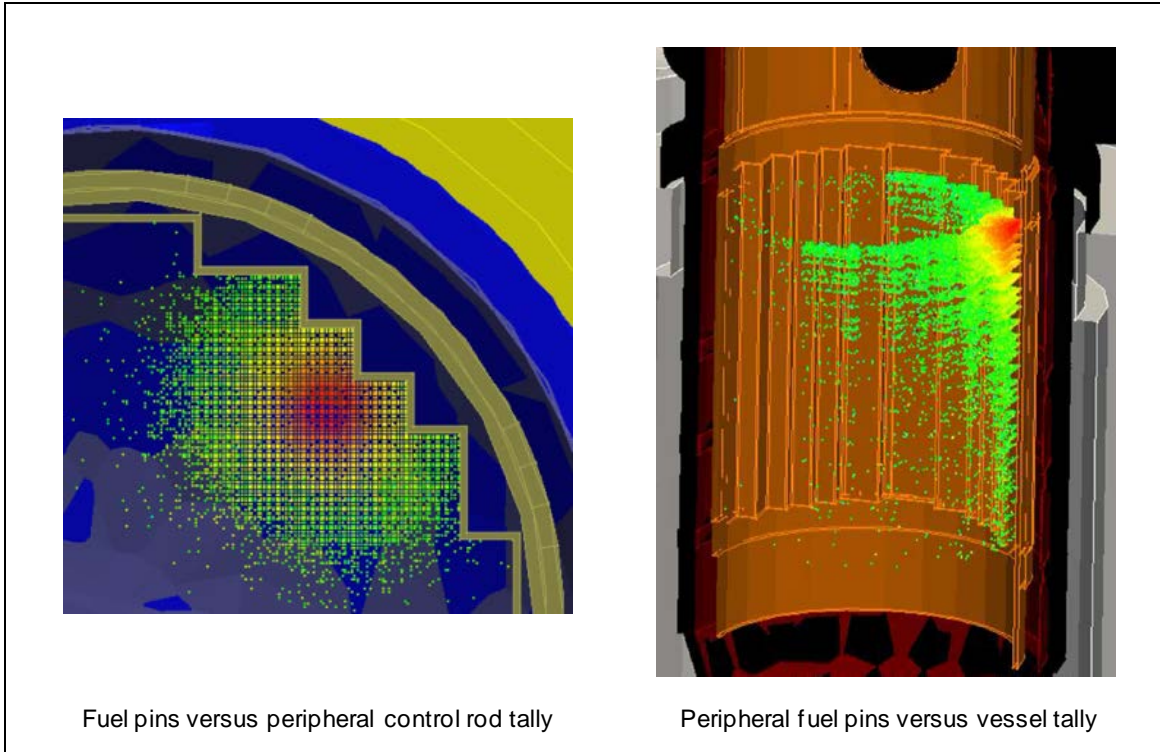 Fuel pins versus peripheral control rod tally
Peripheral fuel pins versus vessel tally